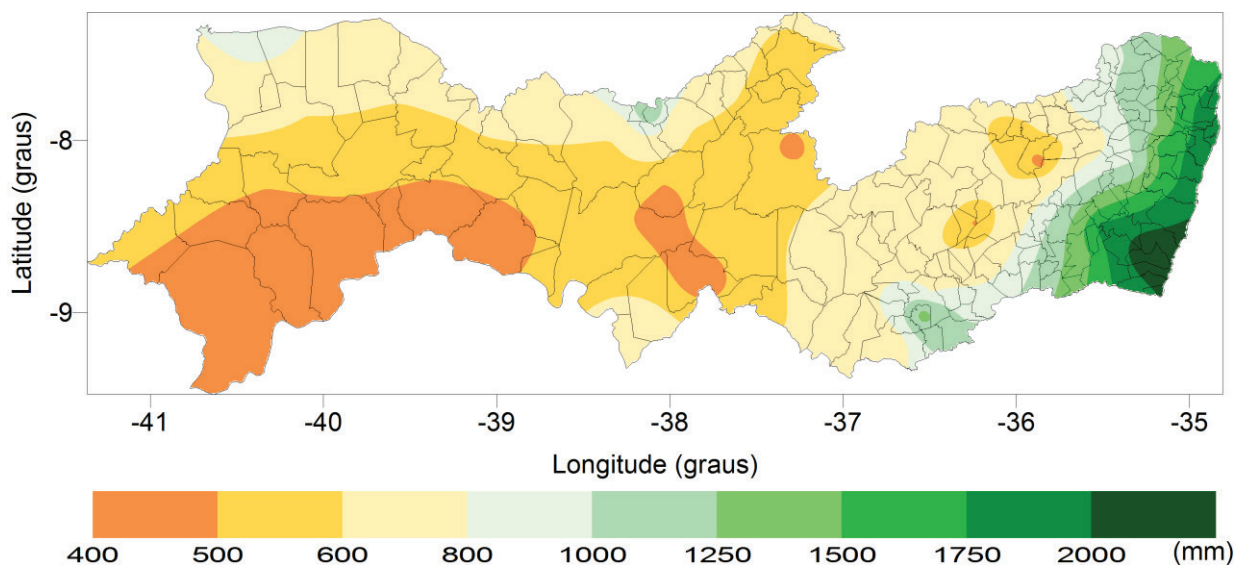 Latitude (graus)
-8
-9
-41 -40 -39 -38 -37 -36 -35
Longitude (graus)
400 500 600 800 1000 1250 1500 1750 2000 (mm)